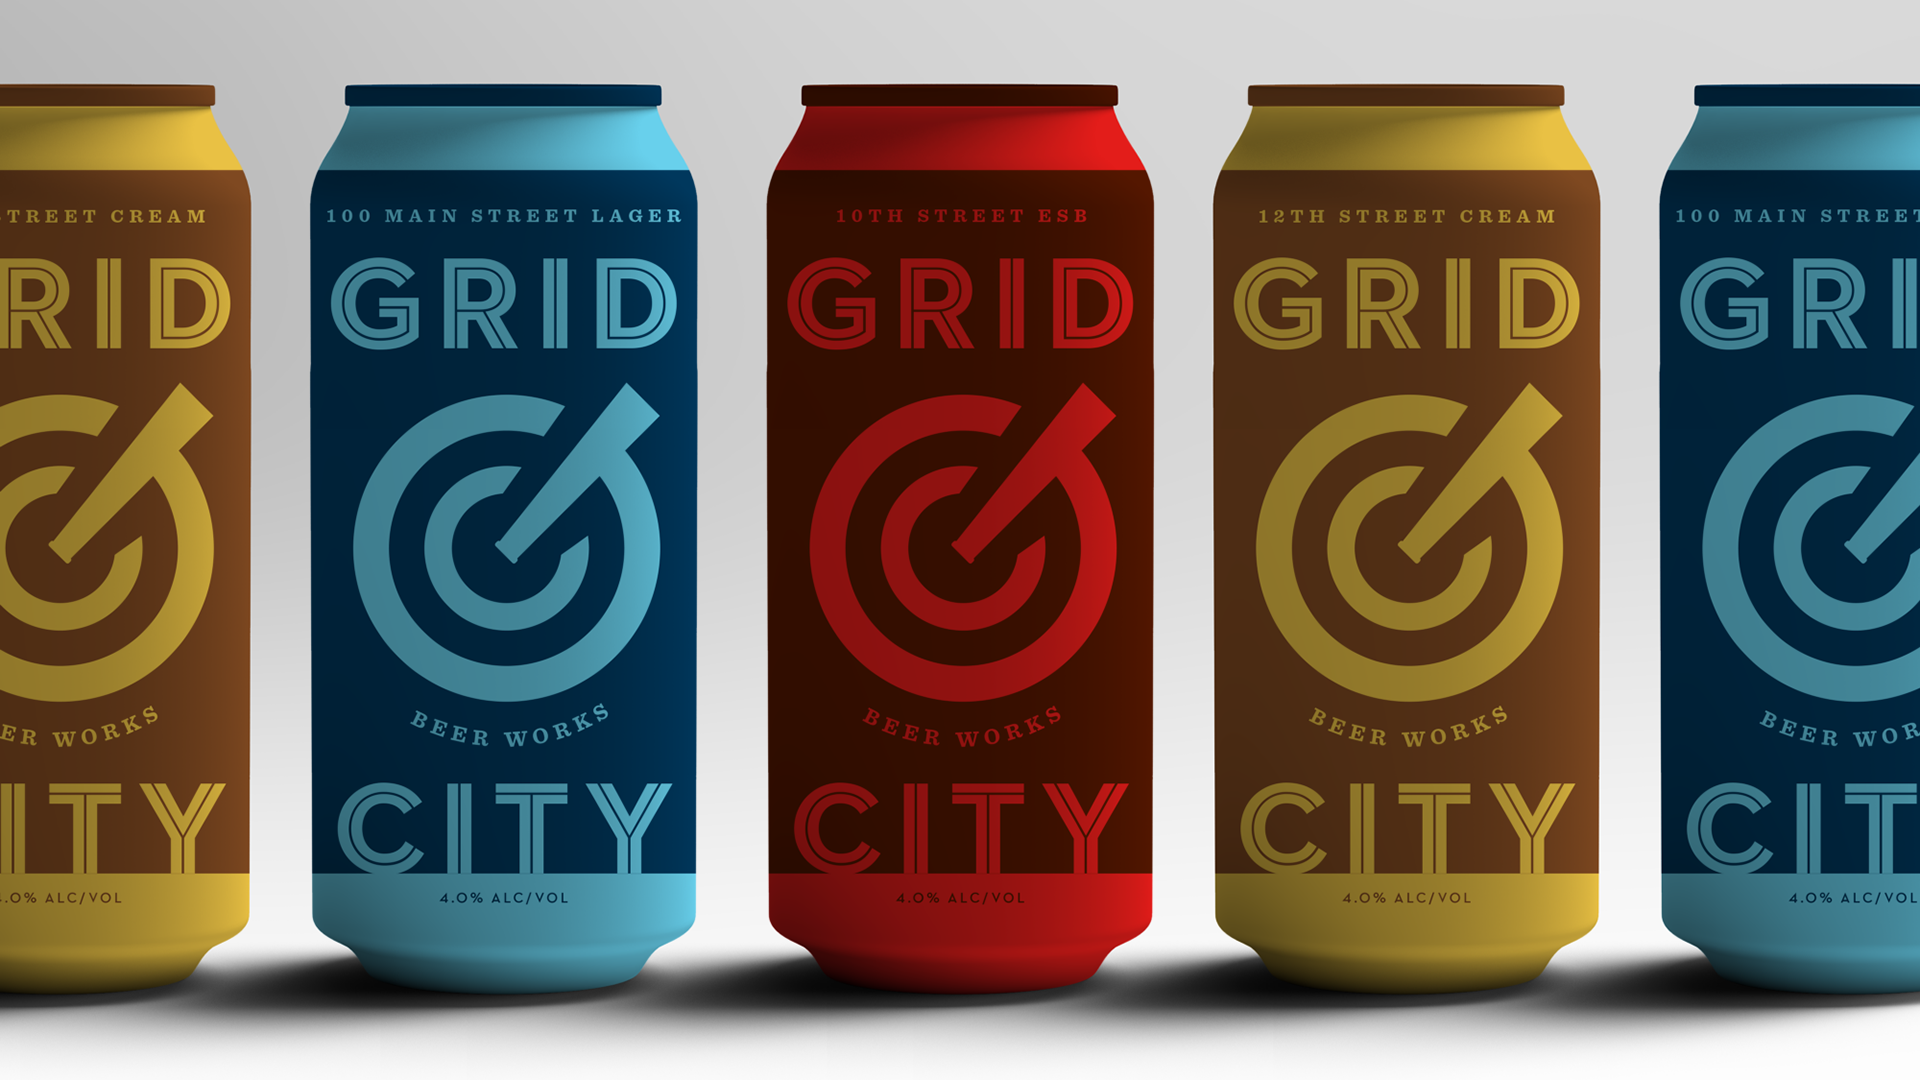 STREET CREAM
RID
ER WORKS
ITY
4.0% ALC/VOL
100 MAIN STREET LAGER
GRID
BEER WORKS
CITY
4.0% ALC/VOL
10TH STREET ESB
GRID
BEER WORKS
CITY
4.0% ALC/VOL
12TH STREET CREAM
GRID
BEER WORKS
CITY
4.0% ALC/VOL
100 MAIN STREET
GRI
BEER WOR
CIT
4.0% ALC/VOL